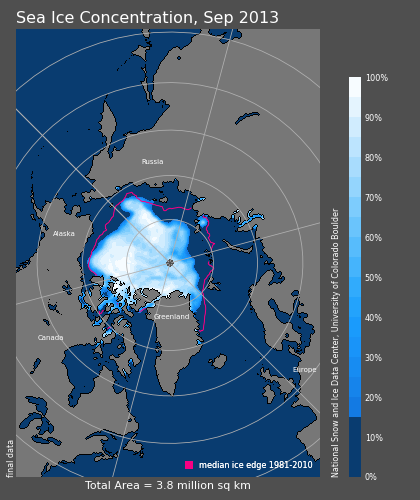 Sea Ice Concentration, Sep 2013
Russia
Alaska
Greenland
Canada
Europe
median ice edge 1981-2010
final data
Total Area = 3.8 million sq km
National Snow and Ice Data Center, University of Colorado Boulder
100%
90%
80%
70%
60%
50%
40%
30%
20%
10%
0%